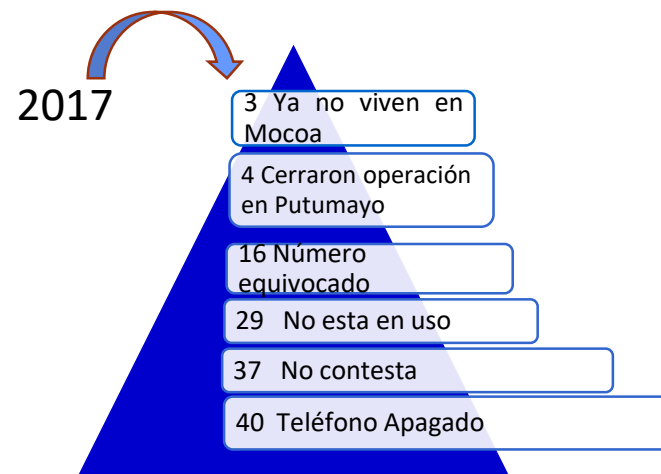 2017
3 Ya no viven en
Mocoa
4 Cerraron operación
en Putumayo
16 Número
equivocado
29 No esta en uso
37 No contesta
40 Teléfono Apagado